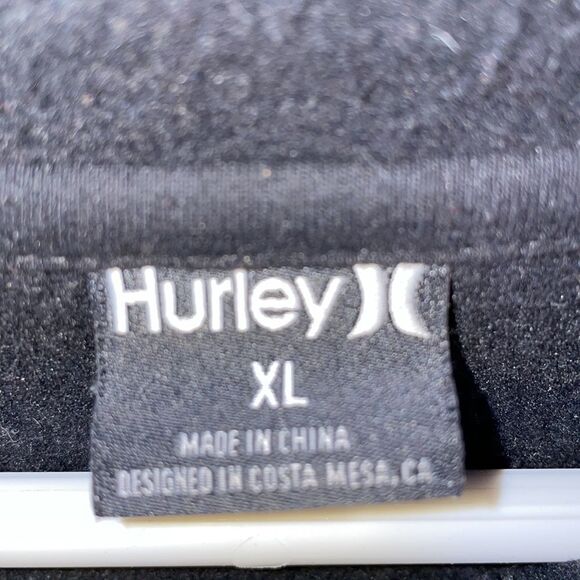 Hurley
XL
MADE IN CHINA
DESIGNED IN COSTA MESA, CA